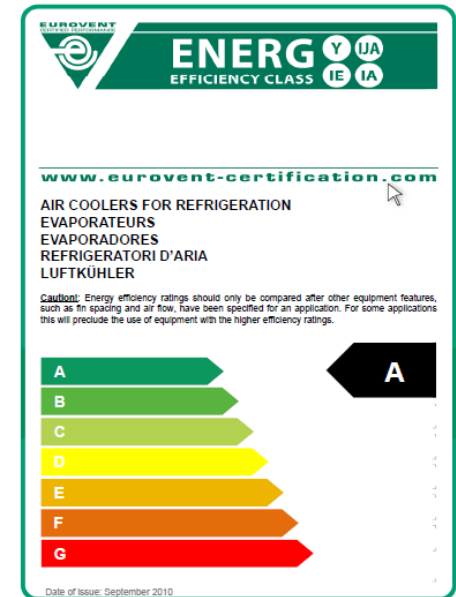 EUROVENT
CERTIFIED PERFORMANCE
ENERG Y IJA
EFFICIENCY CLASS IE IA
www.eurovent-certification.com
AIR COOLERS FOR REFRIGERATION
EVAPORATEURS
EVAPORADORES
REFRIGERATORI D'ARIA
LUFTKÜHLER
Caution!: Energy efficiency ratings should only be compared after other equipment features,
such as fin spacing and air flow, have been specified for an application. For some applications
this will preclude the use of equipment with the higher efficiency ratings.
A
A
B
C
D
E
F
G
Date of Issue: September 2010